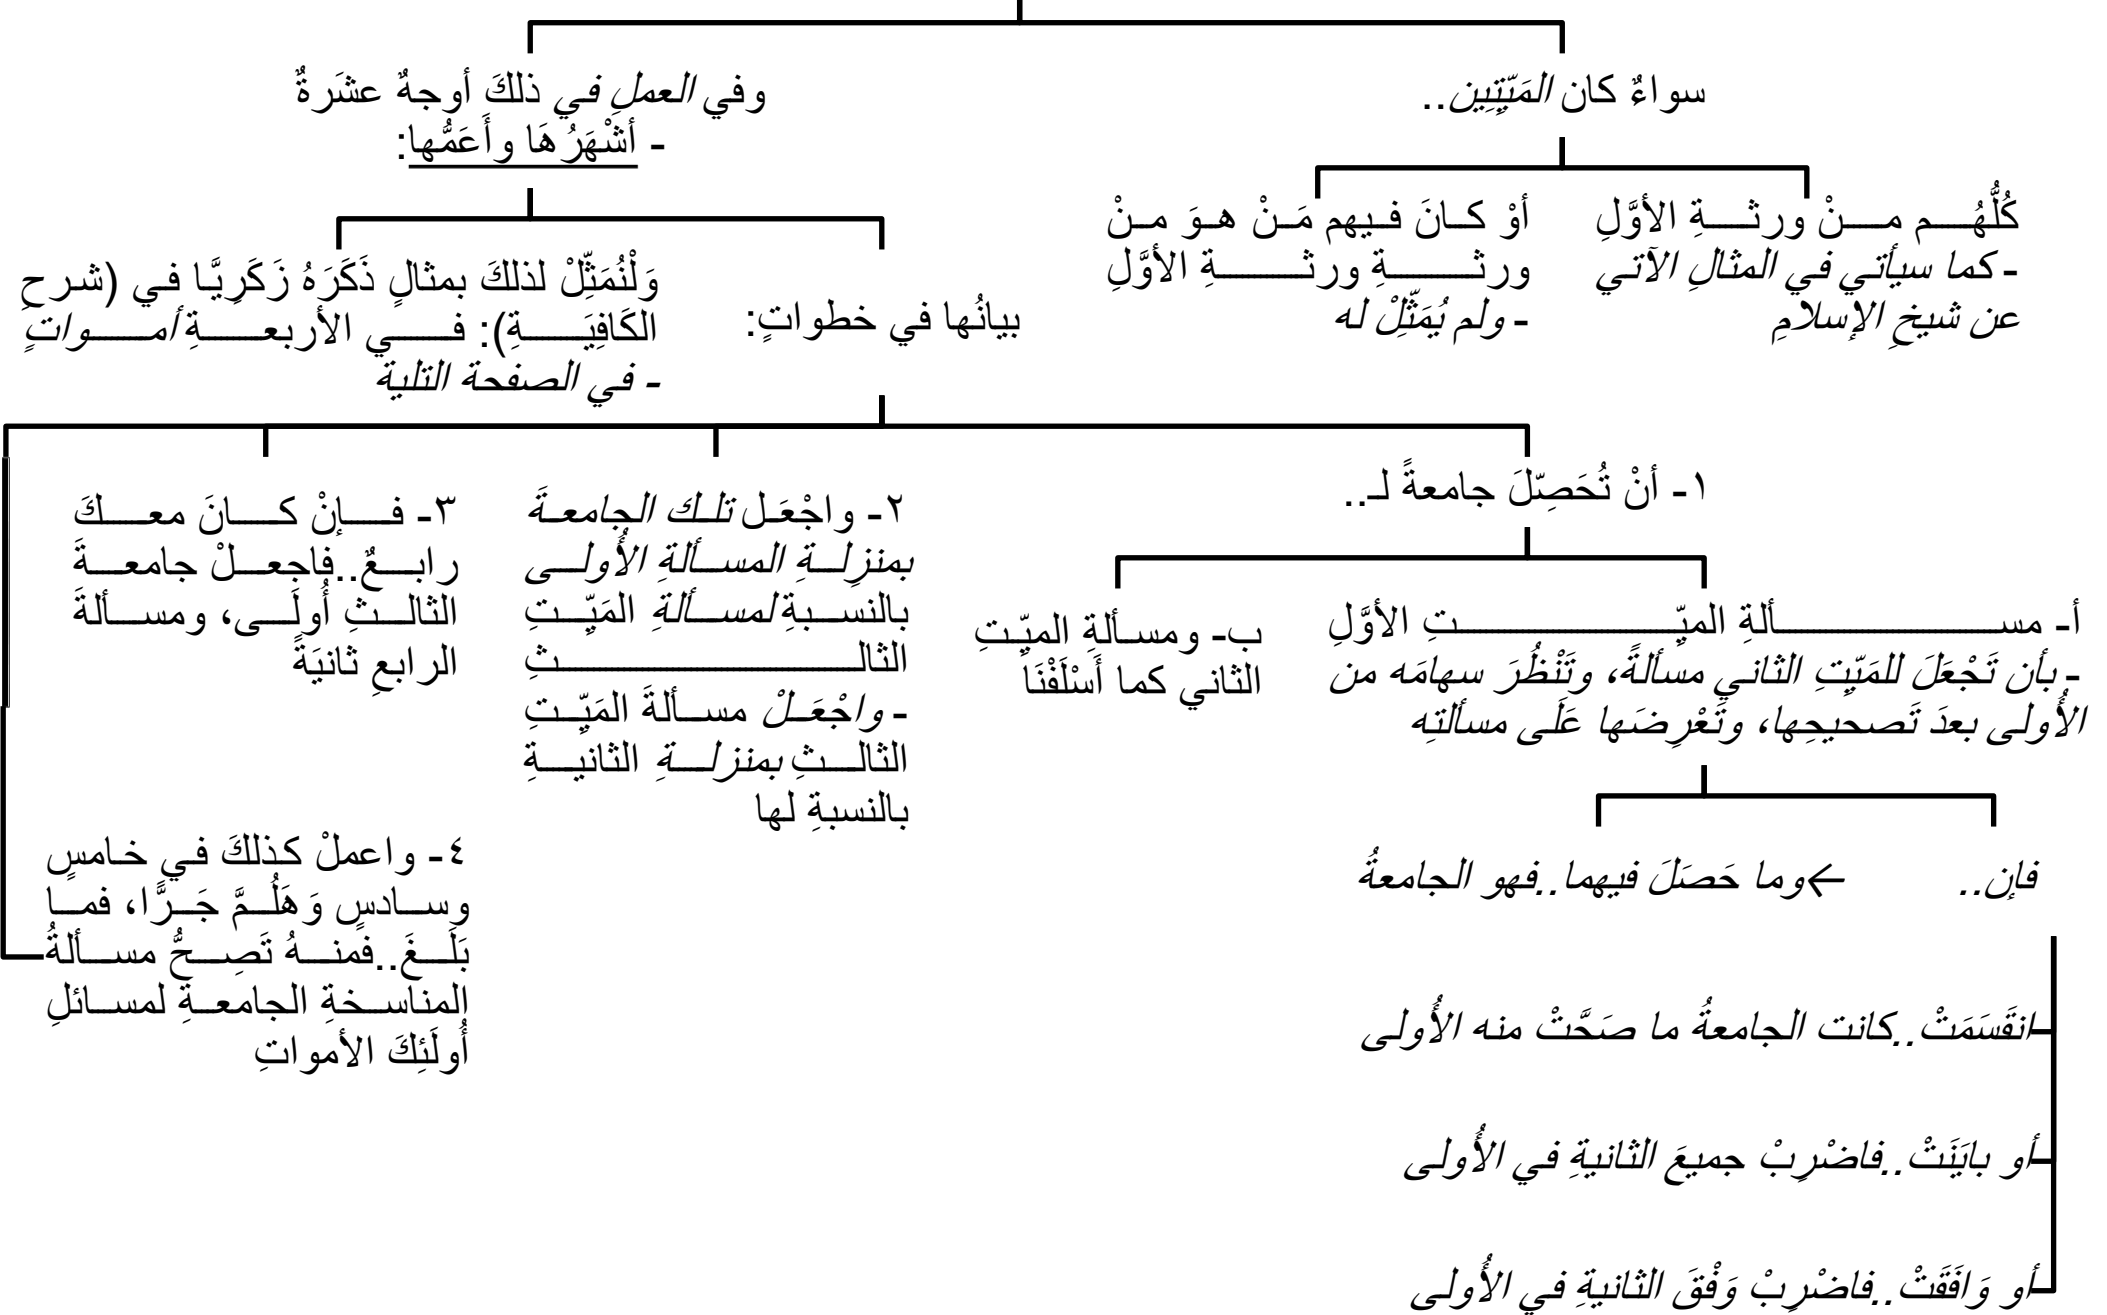 سواءٌ كان المَيّتِين..
وفي العملِ في ذلكَ أوجهٌ عشَرةٌ
- أشْهَرُهَا وأَعَمُّها:
كُلُّهُم منْ ورثةِ الأوَّلِ
- كما سيأتي في المثالِ الآتي
عن شيخِ الإسلامِ
أوْ كانَ فيهم مَنْ هوَ منْ
ورثةِ ورثةِ الأوَّلِ
- ولم يُمَثِّلْ له
بيانُها في خطواتٍ:
وَلْنُمَثِّلْ لذلكَ بمثالٍ ذَكَرَهُ زَكَرِيَّا في (شرحِ
الكَافِيَةِ): في الأربعةِ أمواتٍ
- في الصفحة التلية
١- أنْ تُحَصِّلَ جامعةً لـ..
أ- مسألةِ الميِّتِ الأوَّلِ
- بأن تَجْعَلَ للمَيّتِ الثاني مسألةً، وتَنْظُرَ سهامَه من
الأُولى بعدَ تَصحيحِها، وتَعْرِضَها عَلَى مسألتِه
ب- ومسألةِ الميّتِ
الثاني كما أَسْلَفْنَا
فإن..
←وما حَصَلَ فيهما..فهو الجامعةُ
انقَسَمَتْ..كانت الجامعةُ ما صَحَّتْ منه الأُولى
أو بايَنَتْ..فاضْرِبْ جميعَ الثانيةِ في الأُولى
أو وَافَقَتْ..فاضْرِبْ وَفْقَ الثانيةِ في الأُولى
٢- واجْعَل تلك الجامعةَ
بمنزِلةِ المسألةِ الأُولى
بالنسبةِ لمسألةِ المَيّتِ
الثالثِ
- واجْعَلْ مسألةَ المَيّتِ
الثالثِ بمنزلةِ الثانيةِ
بالنسبةِ لها
٣- فإنْ كانَ معكَ
رابعٌ..فاجعلْ جامعةَ
الثالثِ أُولَى، ومسألةَ
الرابعِ ثانيَةً
٤- واعملْ كذلكَ في خامسٍ
وسادسٍ وَهَلُمَّ جَرًّا، فما
بَلَغَ..فمنهُ تَصِحُّ مسألةُ
المناسخةِ الجامعةِ لمسائلِ
أُولَئِكَ الأمواتِ